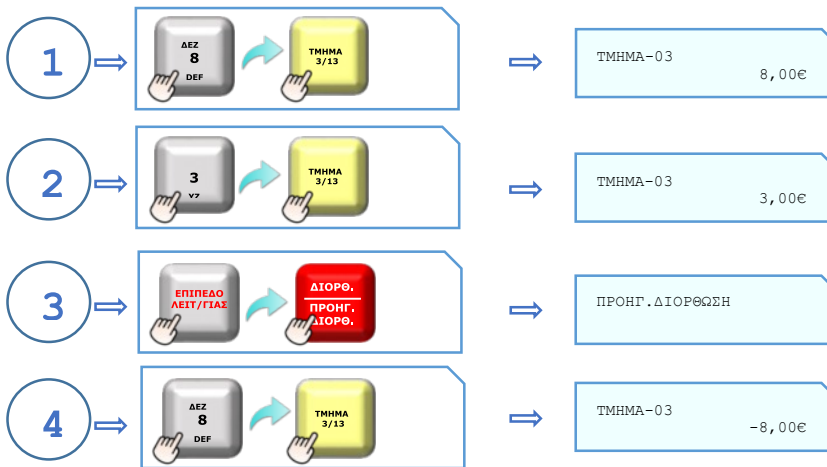 1
ΔΕΖ
8
DEF
ΤΜΗΜΑ
3/13
ΤΜΗΜΑ-03
8,00€
2
3
ΥΖ
ΤΜΗΜΑ
3/13
ΤΜΗΜΑ-03
3,00€
3
ΕΠΙΠΕΔΟ
ΛΕΙΤ/ΓΙΑΣ
ΔΙΟΡΘ.
ΠΡΟΗΓ.
ΔΙΟΡΘ.
ΠΡΟΗΓ.ΔΙΟΡΘΩΣΗ
4
ΔΕΖ
8
DEF
ΤΜΗΜΑ
3/13
ΤΜΗΜΑ-03
-8,00€